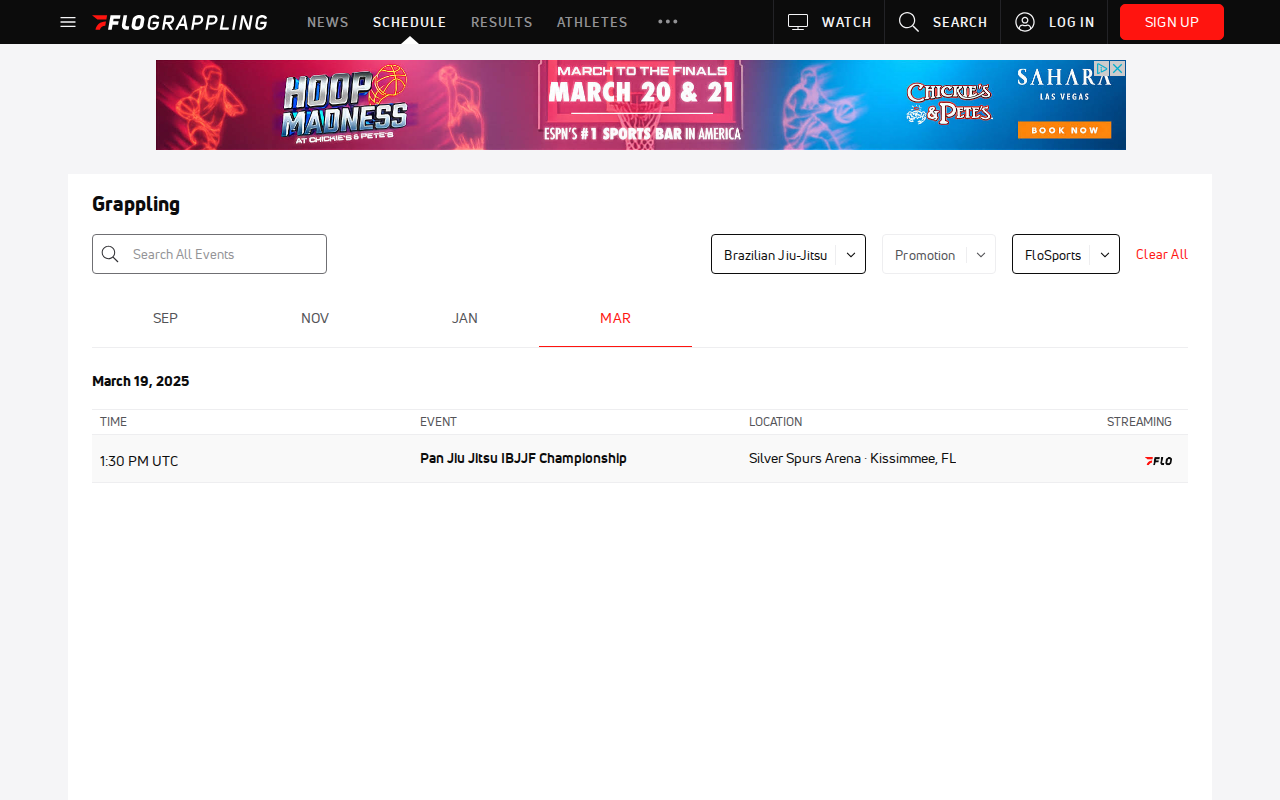 FLOGRAPPLING NEWS SCHEDULE RESULTS ATHLETES WATCH SEARCH LOG IN SIGN UP
HOOP MADNESS AT CHICKIE'S & PETE'S
MARCH TO THE FINALS
MARCH 20 & 21
ESPN'S #1 SPORTS BAR IN AMERICA
CHICKIE'S & PETE'S
SAHARA
LAS VEGAS
BOOK NOW
Grappling
Search All Events Brazilian Jiu-Jitsu Promotion FloSports Clear All
SEP NOV JAN MAR
March 19, 2025
TIME EVENT LOCATION STREAMING
1:30 PM UTC Pan Jiu Jitsu IBJJF Championship Silver Spurs Arena · Kissimmee, FL FLO